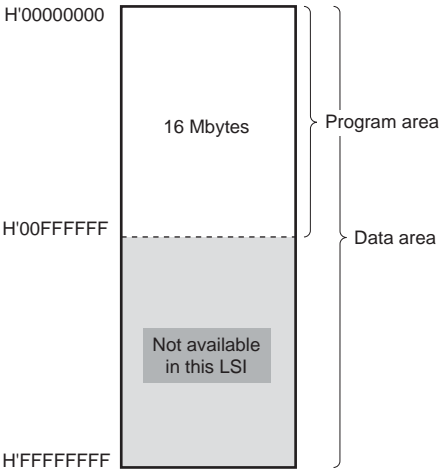 H'00000000
16 Mbytes
Program area
H'00FFFFFF
Data area
Not available
in this LSI
H'FFFFFFFF